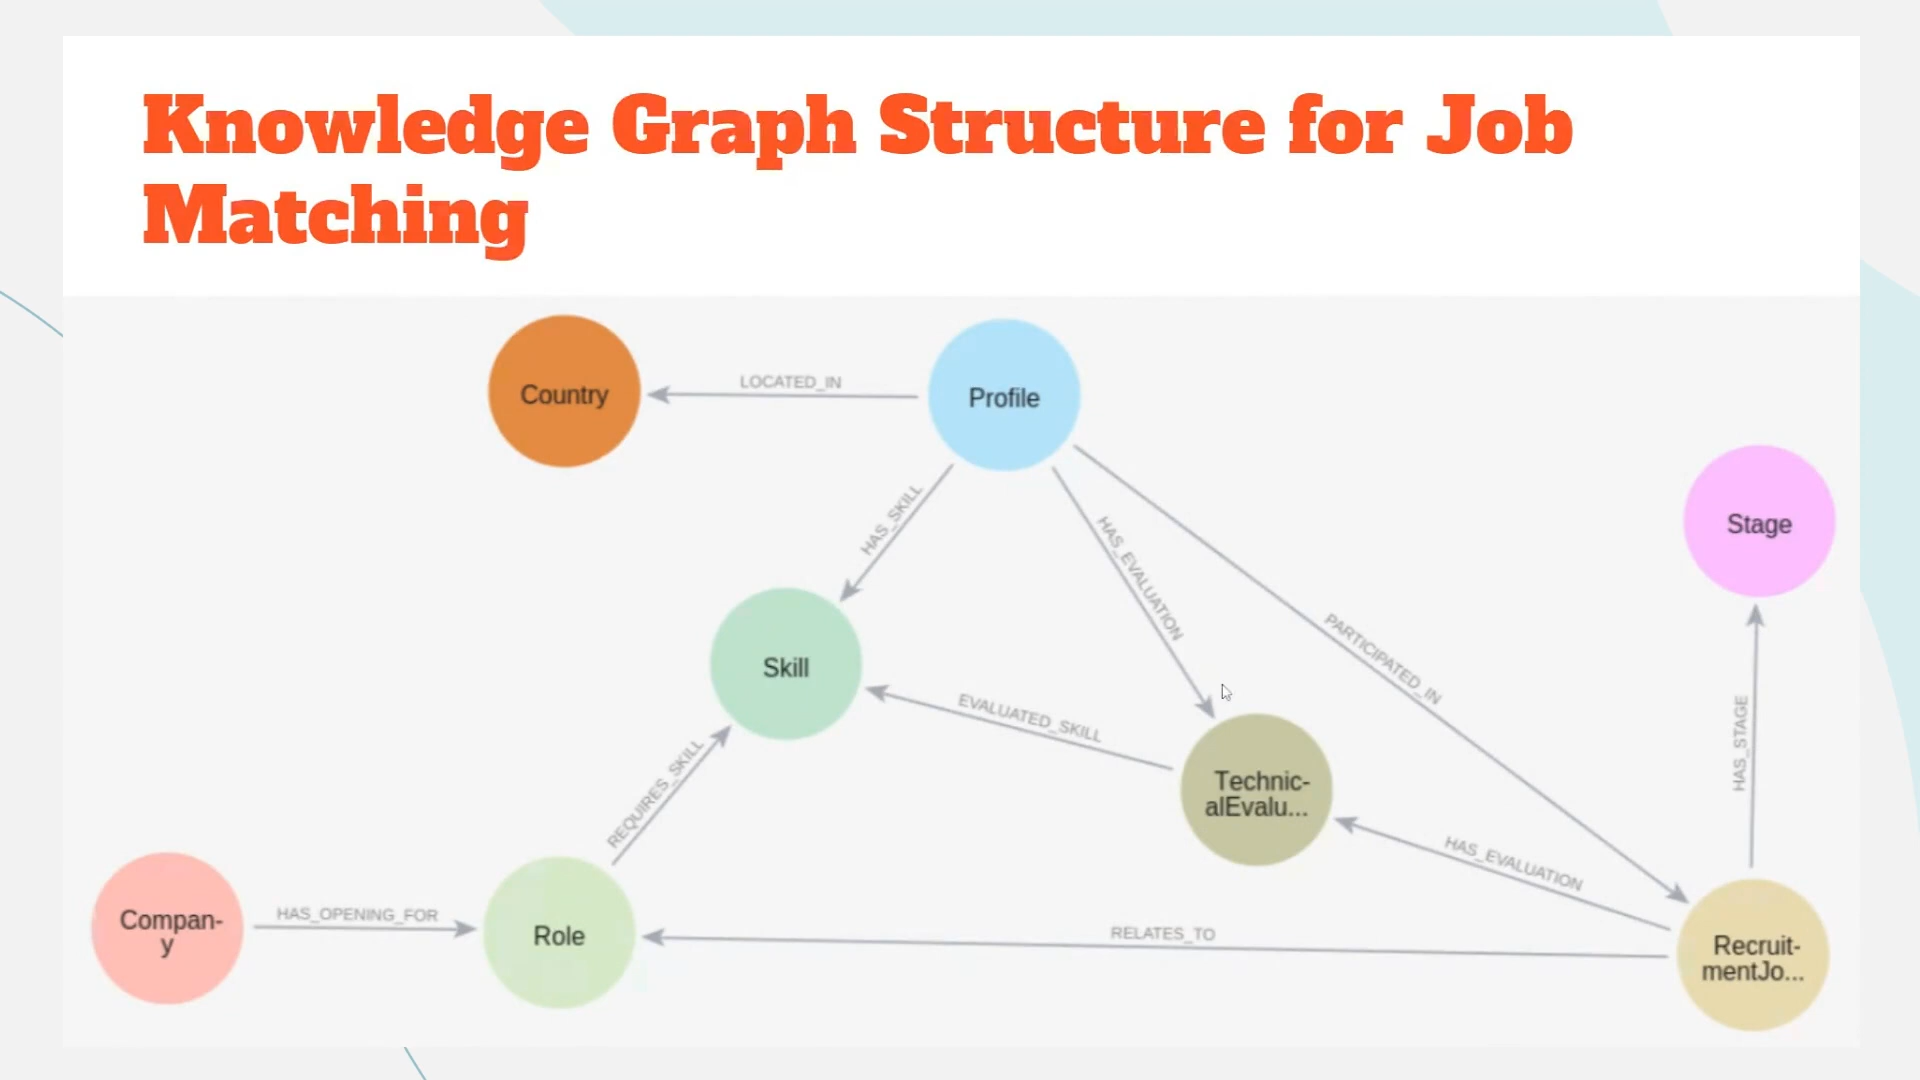 Knowledge Graph Structure for Job
Matching
Country
LOCATED_IN
Profile
Stage
HAS_SKILL
HAS_EVALUATION
PARTICIPATED_IN
Skill
EVALUATED_SKILL
HAS_STAGE
REQUIRES_SKILL
Technic-
alEvalu...
HAS_EVALUATION
Compan-
y
HAS_OPENING_FOR
Role
RELATES_TO
Recruit-
mentJo...